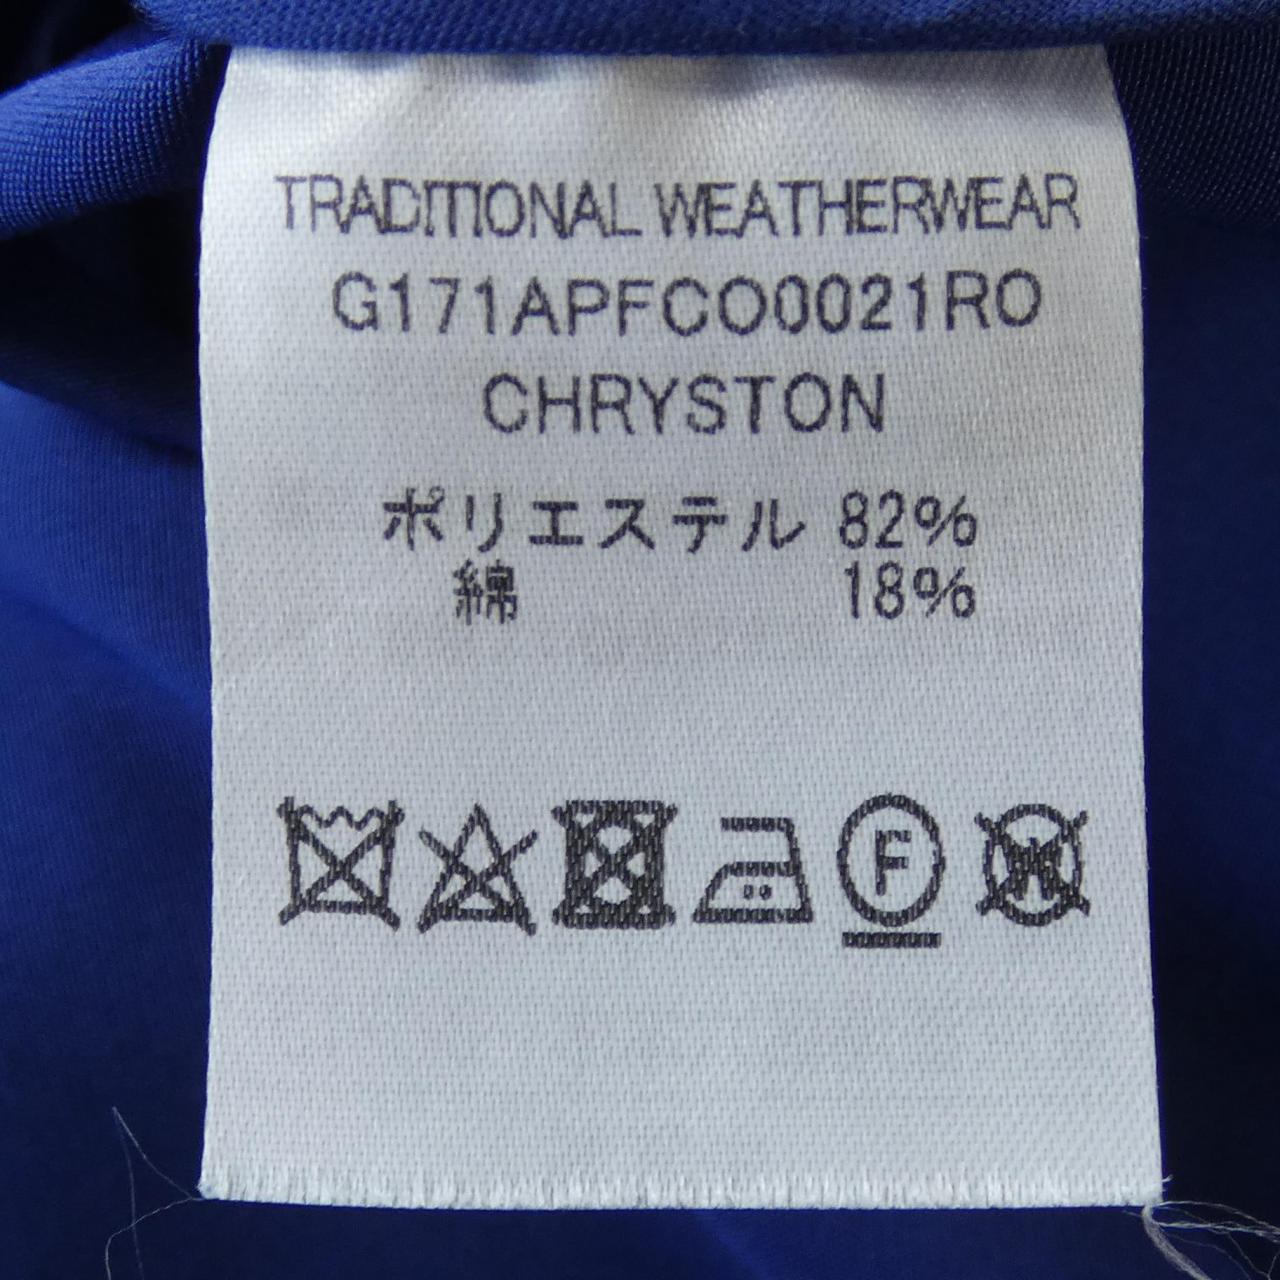 TRADITIONAL WEATHERWEAR
G171APFCO0021RO
CHRYSTON
ポリエステル 82%
綿 18%
F
W